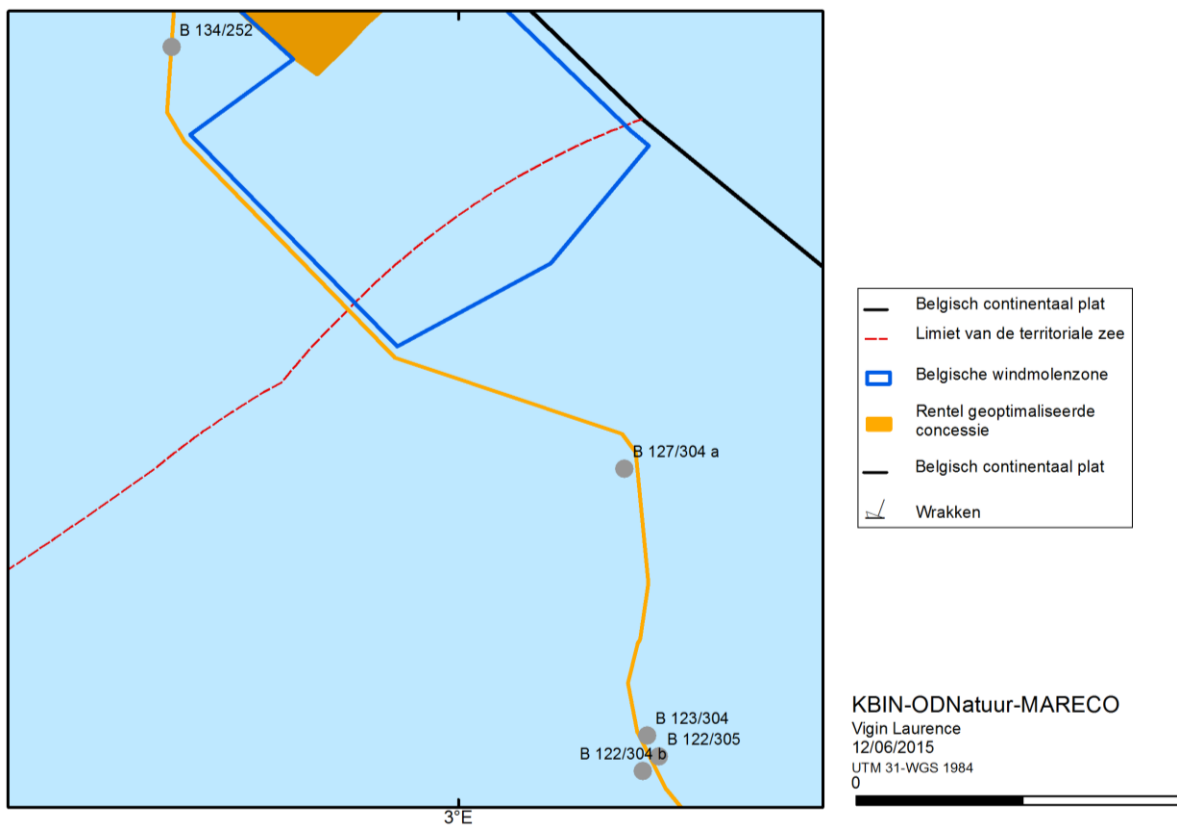 B 134/252
B 127/304 a
B 123/304
B 122/305
B 122/304 b
3°E
Belgisch continentaal plat
Limiet van de territoriale zee
Belgische windmolenzone
Rentel geoptimaliseerde
concessie
Belgisch continentaal plat
Wrakken
KBIN-ODNatuur-MARECO
Vigin Laurence
12/06/2015
UTM 31-WGS 1984
0